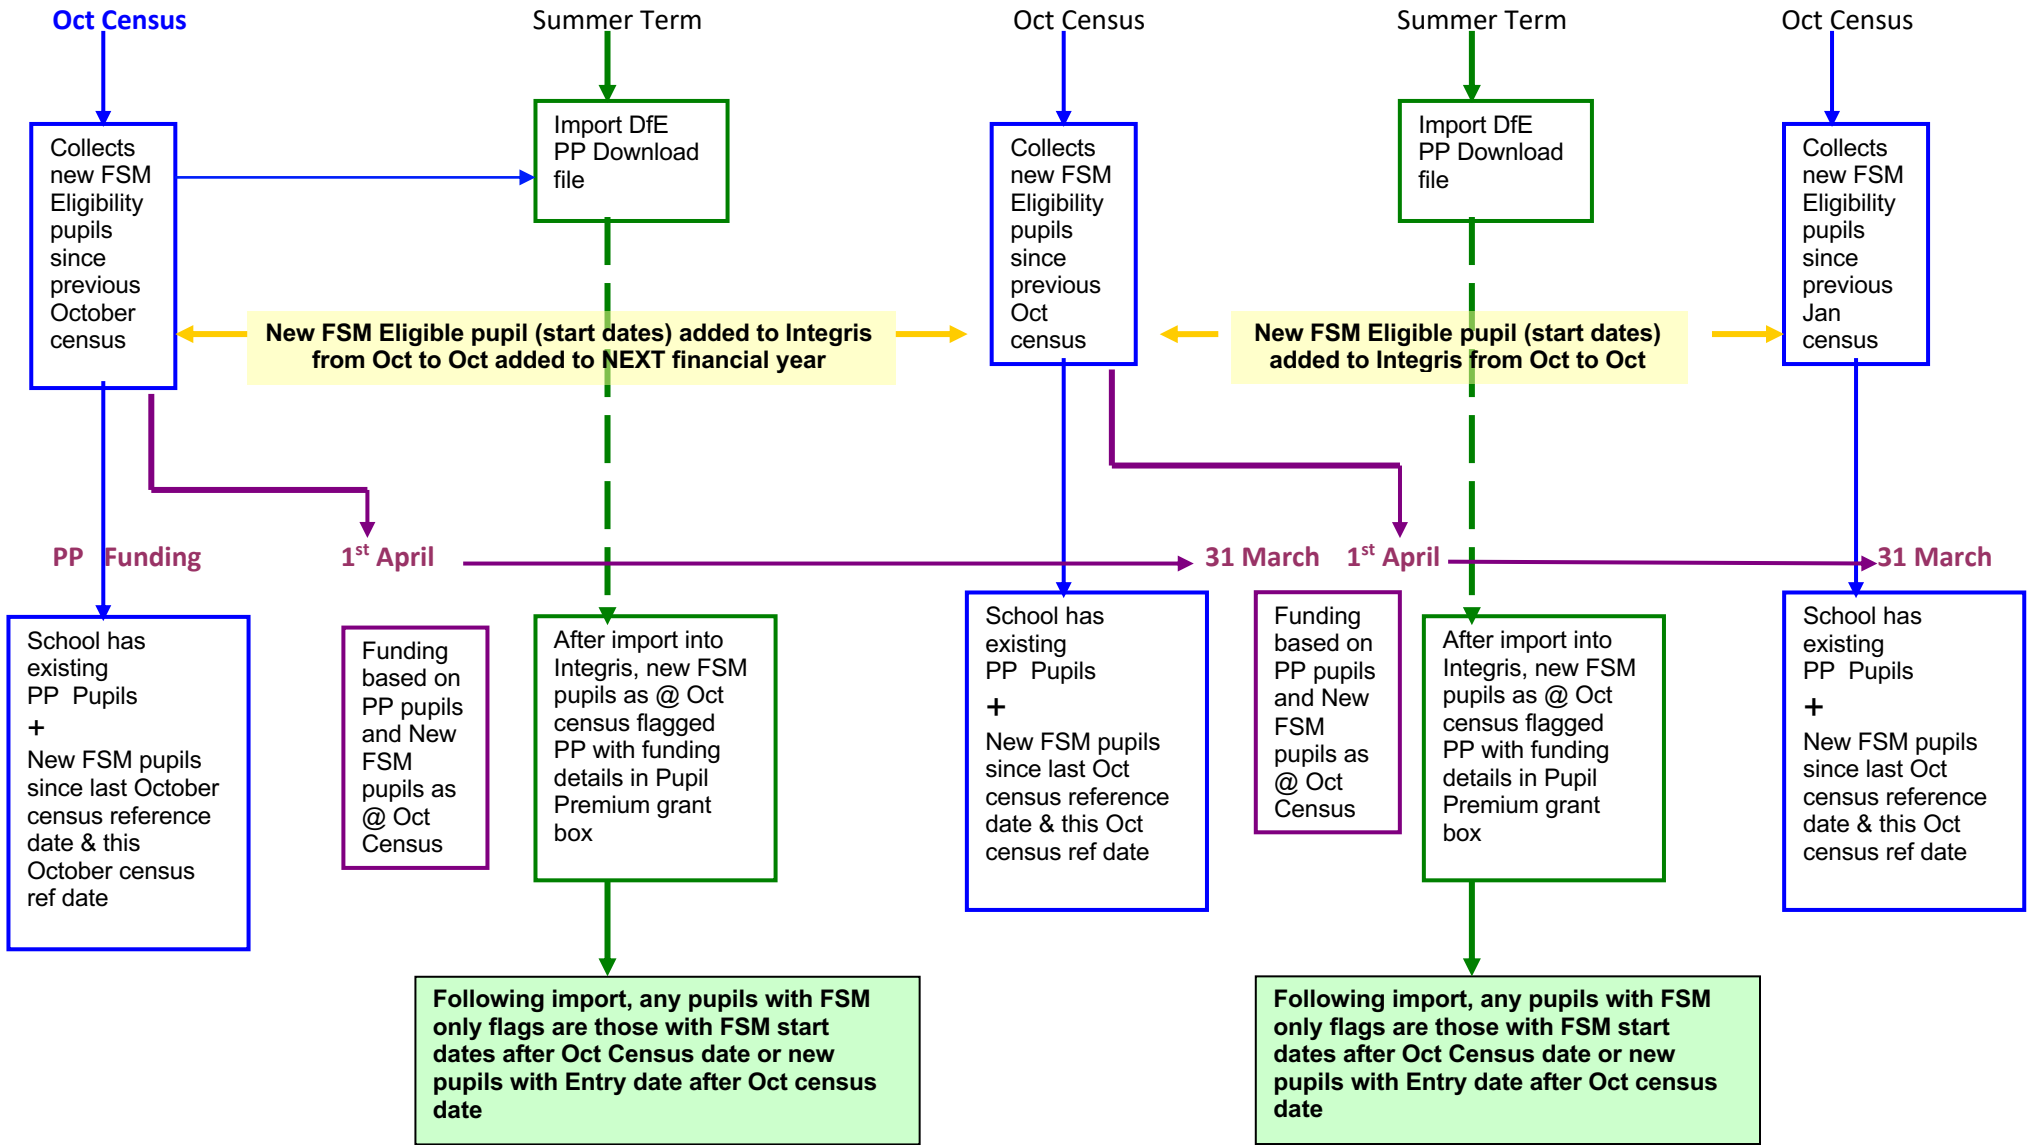 Oct Census
Summer Term
Oct Census
Summer Term
Oct Census
Collects
new FSM
Eligibility
pupils
since
previous
October
census
Import DfE
PP Download
file
Collects
new FSM
Eligibility
pupils
since
previous
Oct
census
Import DfE
PP Download
file
Collects
new FSM
Eligibility
pupils
since
previous
Jan
census
New FSM Eligible pupil (start dates) added to Integris
from Oct to Oct added to NEXT financial year
New FSM Eligible pupil (start dates)
added to Integris from Oct to Oct
PP Funding
1st April
31 March
1st April
31 March
School has
existing
PP Pupils
+
New FSM pupils
since last October
census reference
date & this
October census
ref date
Funding
based on
PP pupils
and New
FSM
pupils as
@ Oct
Census
After import into
Integris, new FSM
pupils as @ Oct
census flagged
PP with funding
details in Pupil
Premium grant
box
School has
existing
PP Pupils
+
New FSM pupils
since last Oct
census reference
date & this Oct
census ref date
Funding
based on
PP pupils
and New
FSM
pupils as
@ Oct
Census
After import into
Integris, new FSM
pupils as @ Oct
census flagged
PP with funding
details in Pupil
Premium grant
box
School has
existing
PP Pupils
+
New FSM pupils
since last Oct
census reference
date & this Oct
census ref date
Following import, any pupils with FSM
only flags are those with FSM start
dates after Oct Census date or new
pupils with Entry date after Oct census
date
Following import, any pupils with FSM
only flags are those with FSM start
dates after Oct Census date or new
pupils with Entry date after Oct census
date